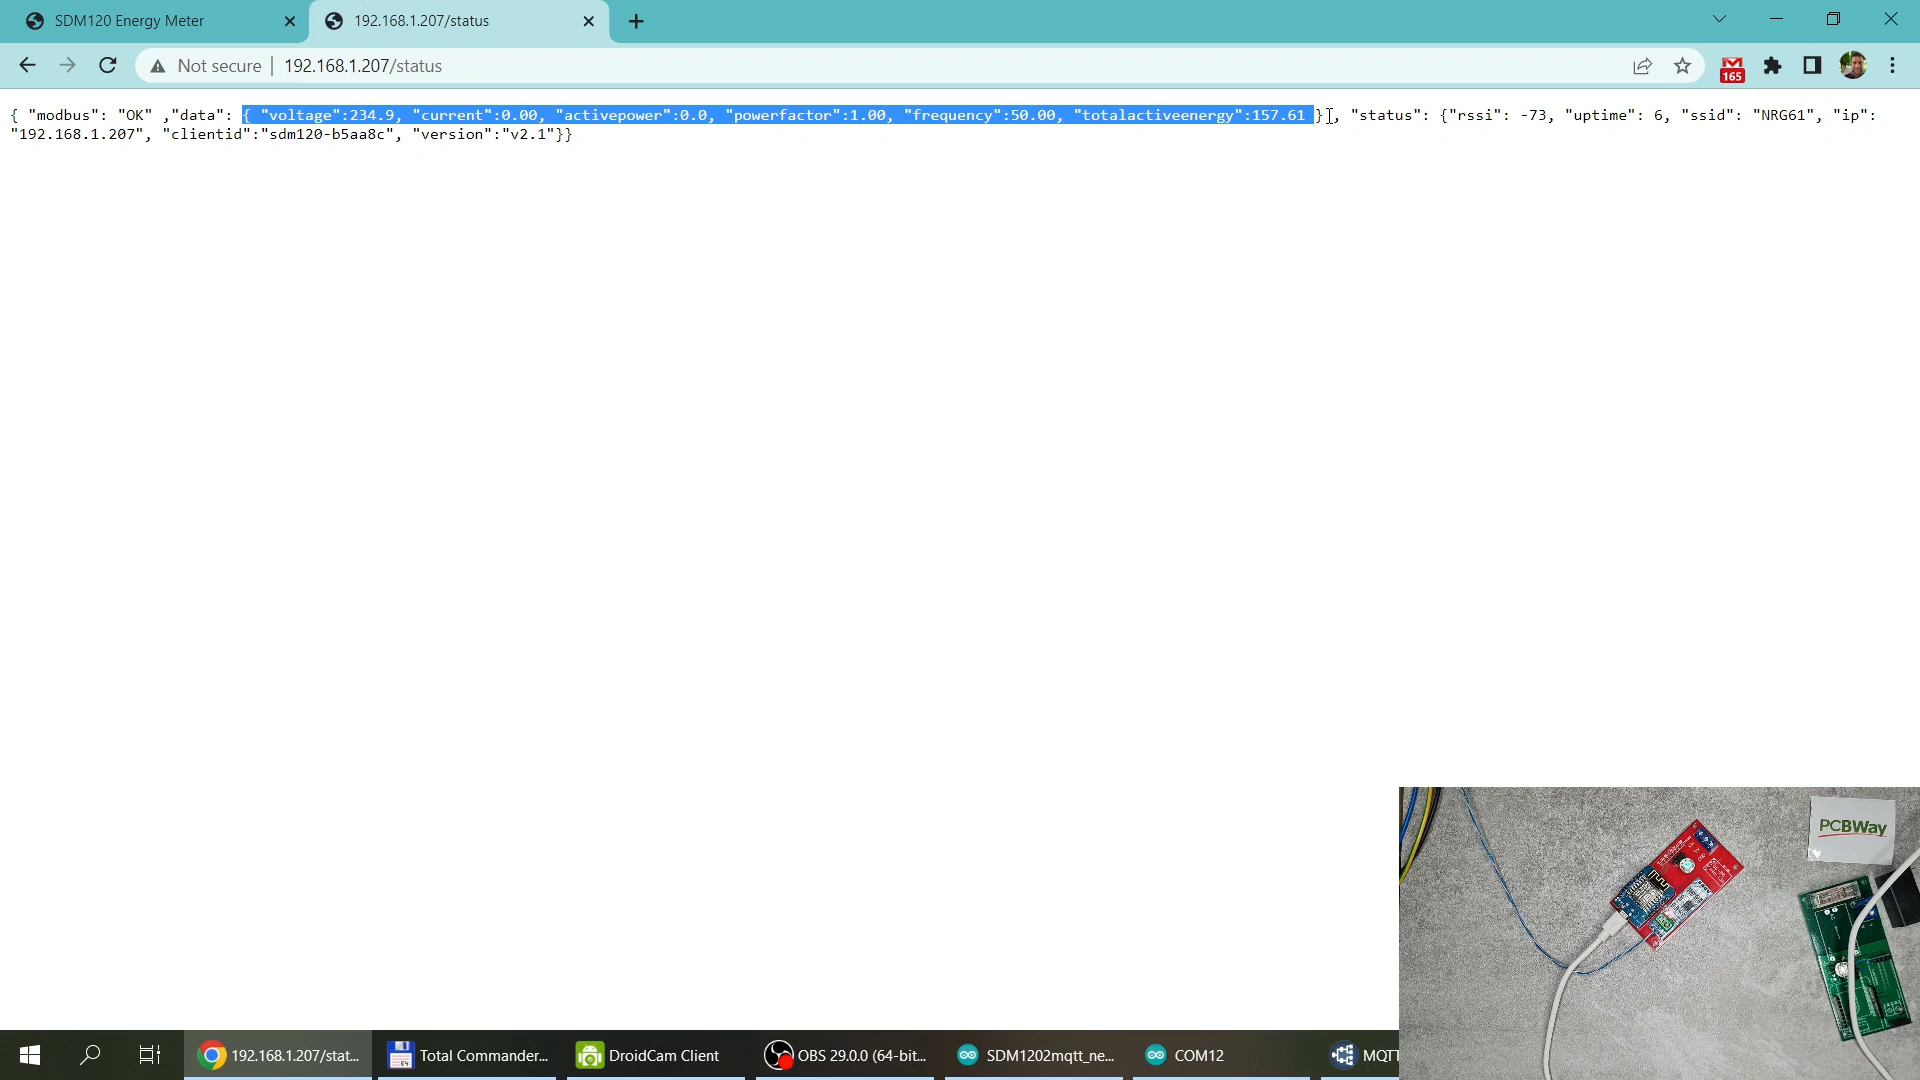 SDM120 Energy Meter
192.168.1.207/status
Not secure
192.168.1.207/status
165
{ "modbus": "OK" ,"data": { "voltage":234.9, "current":0.00, "activepower":0.0, "powerfactor":1.00, "frequency":50.00, "totalactiveenergy":157.61 }, "status": {"rssi": -73, "uptime": 6, "ssid": "NRG61", "ip":
"192.168.1.207", "clientid":"sdm120-b5aa8c", "version":"v2.1"}}
PCBWay
192.168.1.207/stat...
Total Commander...
DroidCam Client
OBS 29.0.0 (64-bit...
SDM1202mqtt_ne...
COM12
MQTT